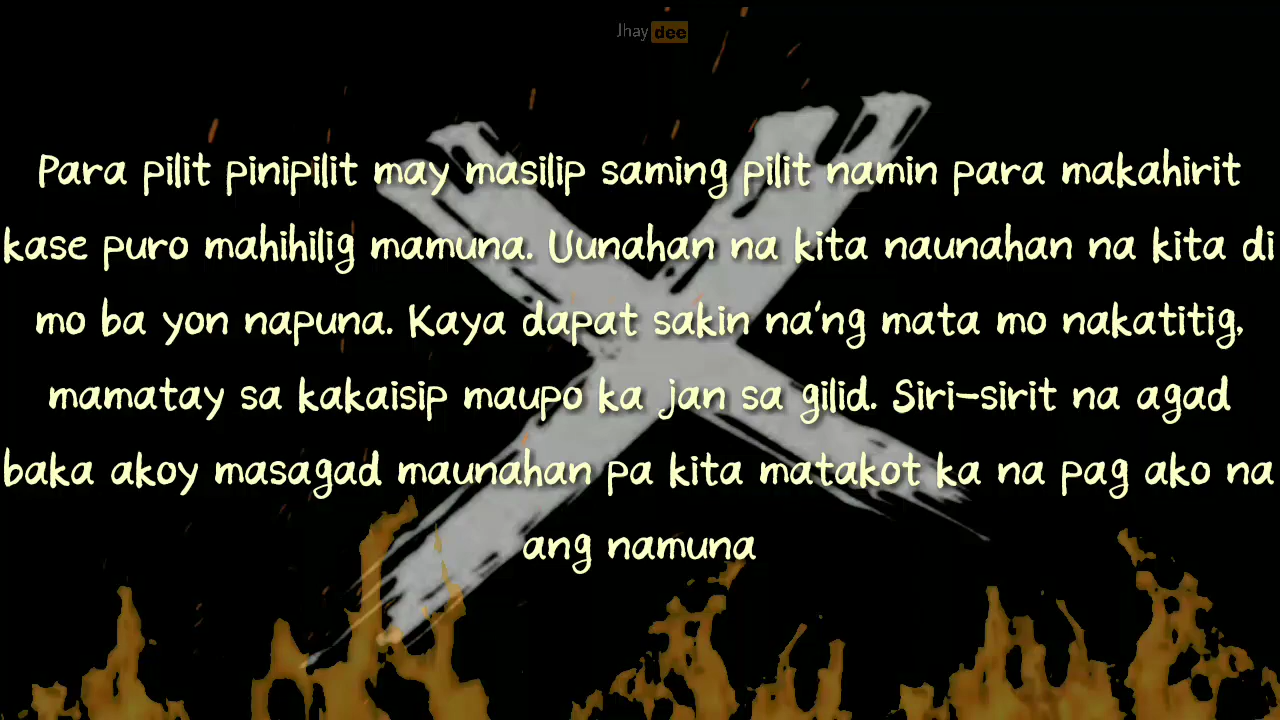 Jhay dee
Para pilit pinipilit may masilip saming pilit namin para makahirit
kase puro mahihilig mamuna. Uunahan na kita naunahan na kita di
mo ba yon napuna. Kaya dapat sakin na'ng mata mo nakatitig,
mamatay sa kakaisip maupo ka jan sa gilid. Siri-sirit na agad
baka akoy masagad maunahan pa kita matakot ka na pag ako na
ang namuna